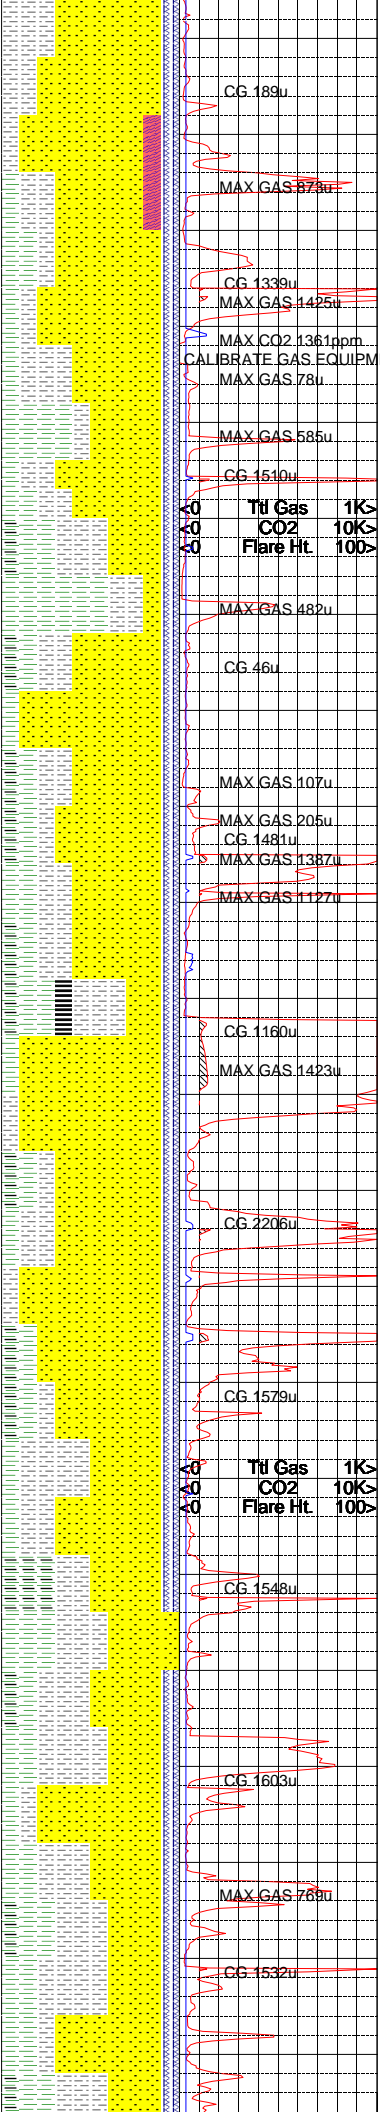 CG 189u
MAX GAS 873u
CG 1339u
MAX GAS 1425u
MAX CO2 1361ppm
CALIBRATE GAS EQUIPM
MAX GAS 78u
MAX GAS 585u
CG 1510u
<0 Ttl Gas 1K>
<0 CO2 10K>
<0 Flare Ht. 100>
MAX GAS 482u
CG 46u
MAX GAS 107u
MAX GAS 205u
CG 1481u
MAX GAS 1387u
MAX GAS 1127u
CG 1160u
MAX GAS 1423u
CG 2206u
CG 1579u
<0 Ttl Gas 1K>
<0 CO2 10K>
<0 Flare Ht. 100>
CG 1548u
CG 1603u
MAX GAS 769u
CG 1532u